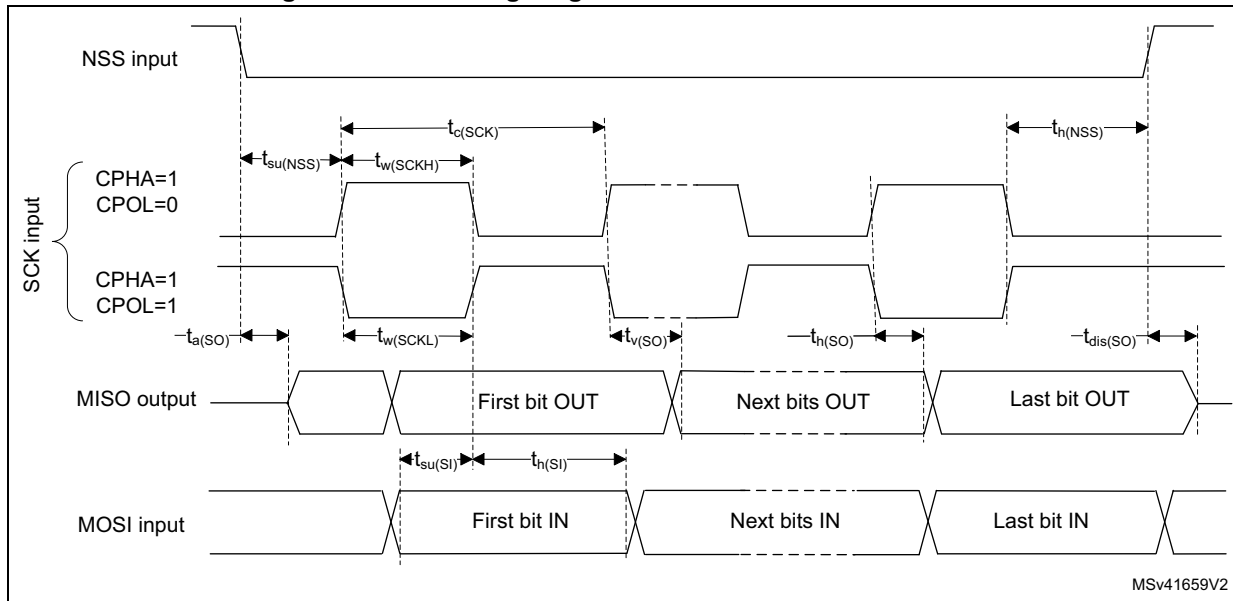 NSS input
tc(SCK)
th(NSS)
tsu(NSS)
tw(SCKH)
CPHA=1
CPOL=0
SCK input
CPHA=1
CPOL=1
ta(SO)
tw(SCKL)
tv(SO)
th(SO)
tdis(SO)
MISO output
First bit OUT
Next bits OUT
Last bit OUT
tsu(SI)
th(SI)
MOSI input
First bit IN
Next bits IN
Last bit IN
MSv41659V2